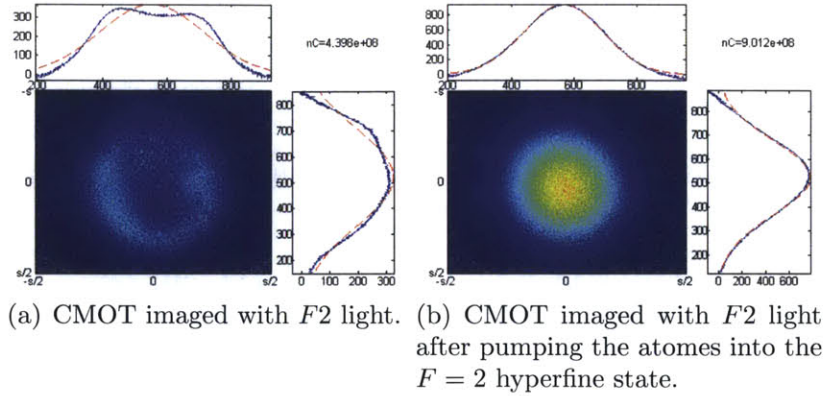 300
200
100
0
200 400 600 800
nC=4.398e+08
-s
0
s/2
-s/2 0 s/2
800
700
600
500
400
300
200
0 100 200 300
(a) CMOT imaged with F2 light.
800
600
400
200
0
200 400 600 800
nC=9.012e+08
-s
0
s/2
-s/2 0 s/2
800
700
600
500
400
300
200
0 200 400 600
(b) CMOT imaged with F2 light
after pumping the atomes into the
F = 2 hyperfine state.